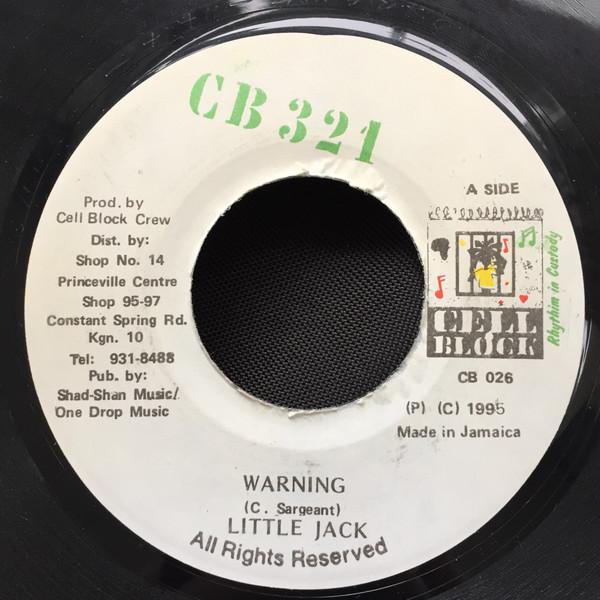 CB 321
Prod. by
Cell Block Crew
Dist. by:
Shop No. 14
Princeville Centre
Shop 95-97
Constant Spring Rd.
Kgn. 10
Tel: 931-8488
Pub. by:
Shad-Shan Music/
One Drop Music
A SIDE
Rhythim in Custody
CELL
BLOCK
CB 026
(P) (C) 1995
Made in Jamaica
WARNING
(C. Sargeant)
LITTLE JACK
All Rights Reserved